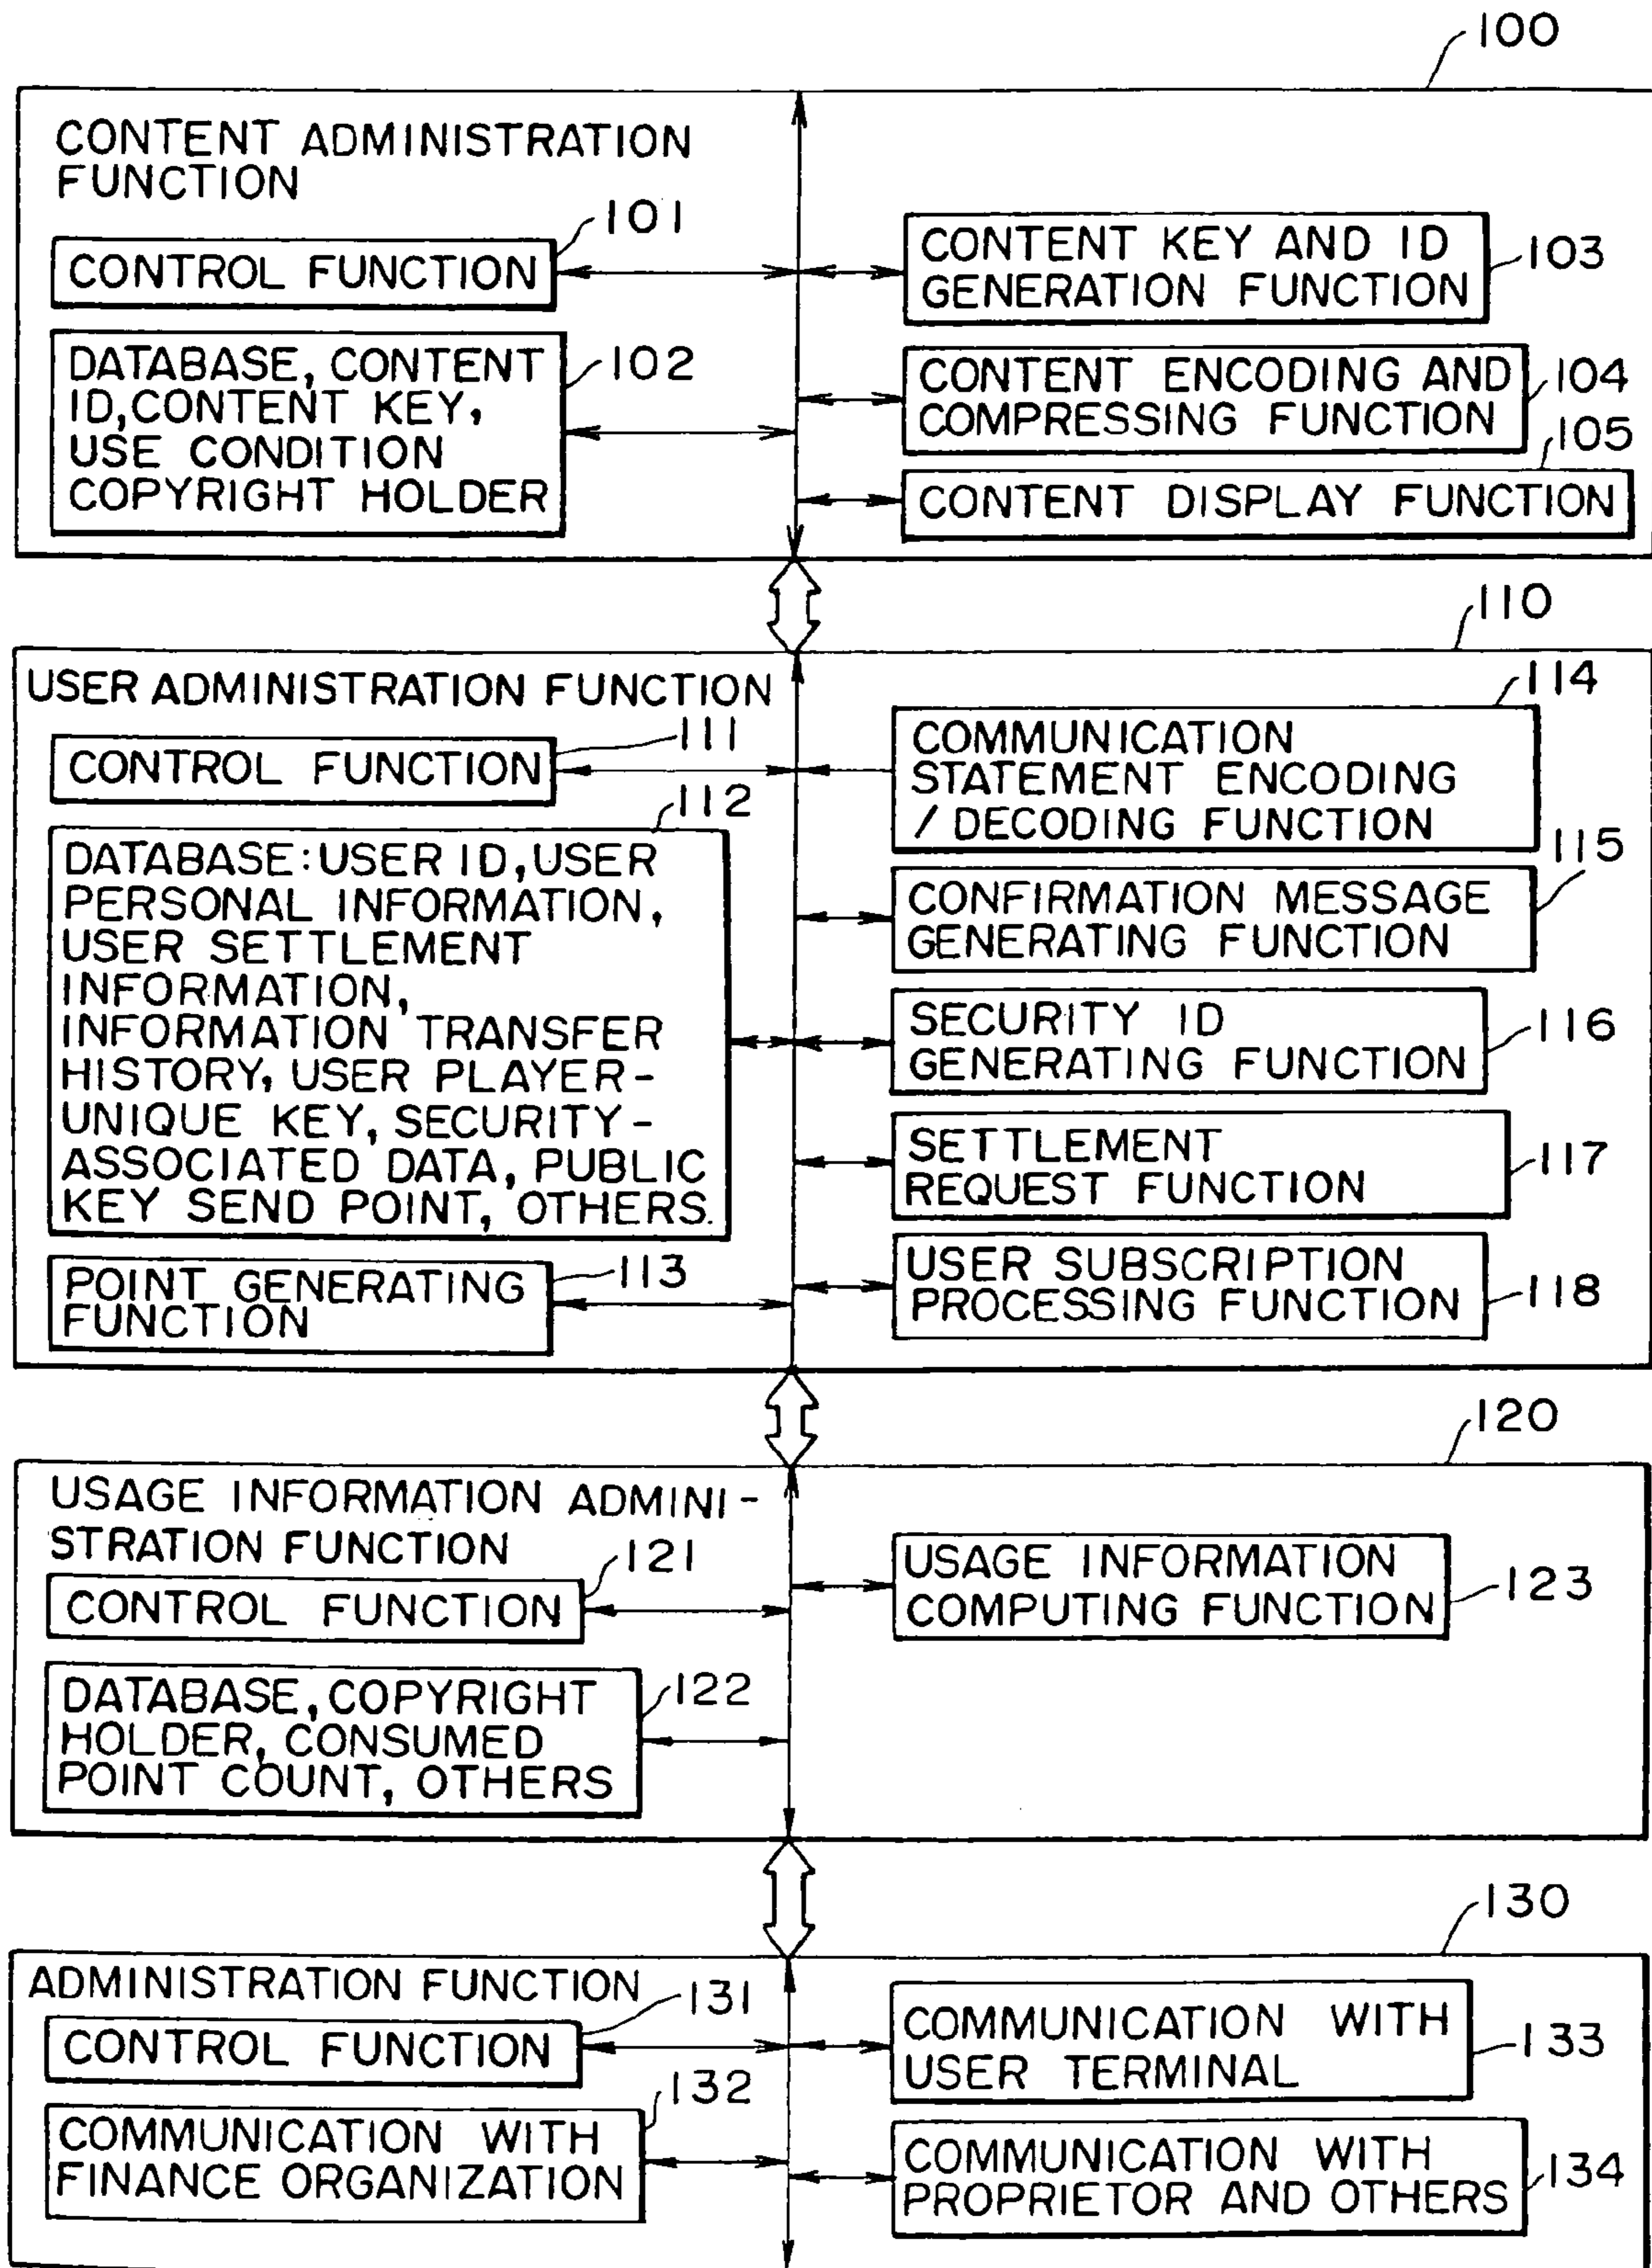 100
CONTENT ADMINISTRATION
FUNCTION
101
CONTROL FUNCTION
102
DATABASE, CONTENT
ID, CONTENT KEY,
USE CONDITION
COPYRIGHT HOLDER
CONTENT KEY AND ID
GENERATION FUNCTION
103
CONTENT ENCODING AND
COMPRESSING FUNCTION
104
105
CONTENT DISPLAY FUNCTION
110
USER ADMINISTRATION FUNCTION
111
CONTROL FUNCTION
112
DATABASE: USER ID, USER
PERSONAL INFORMATION,
USER SETTLEMENT
INFORMATION,
INFORMATION TRANSFER
HISTORY, USER PLAYER-
UNIQUE KEY, SECURITY-
ASSOCIATED DATA, PUBLIC
KEY SEND POINT, OTHERS.
113
POINT GENERATING
FUNCTION
114
COMMUNICATION
STATEMENT ENCODING
/ DECODING FUNCTION
115
CONFIRMATION MESSAGE
GENERATING FUNCTION
SECURITY ID
GENERATING FUNCTION
116
SETTLEMENT
REQUEST FUNCTION
117
USER SUBSCRIPTION
PROCESSING FUNCTION
118
120
USAGE INFORMATION ADMINI-
STRATION FUNCTION
121
CONTROL FUNCTION
122
DATABASE, COPYRIGHT
HOLDER, CONSUMED
POINT COUNT, OTHERS
USAGE INFORMATION
COMPUTING FUNCTION
123
130
ADMINISTRATION FUNCTION
131
CONTROL FUNCTION
132
COMMUNICATION WITH
FINANCE ORGANIZATION
COMMUNICATION WITH
USER TERMINAL
133
COMMUNICATION WITH
PROPRIETOR AND OTHERS
134